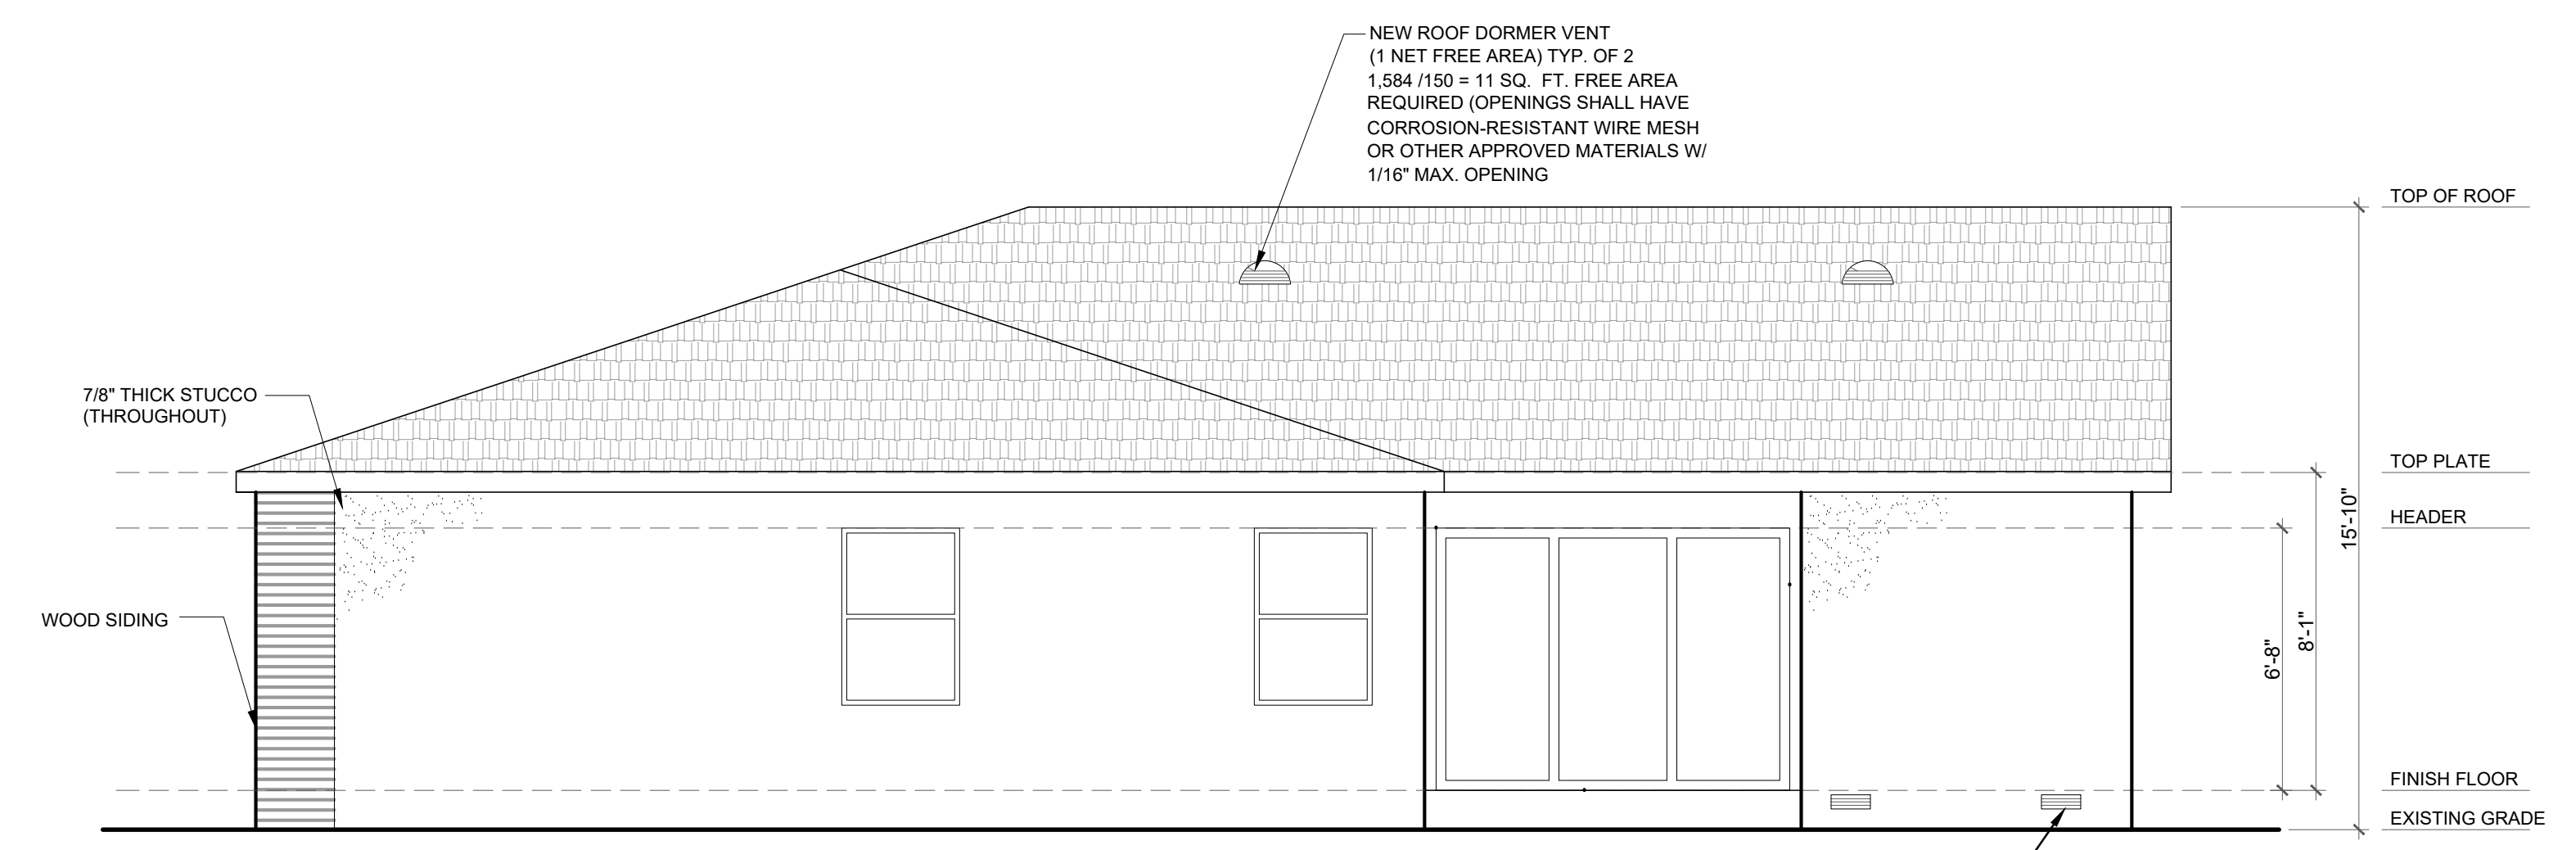 NEW ROOF DORMER VENT
(1 NET FREE AREA) TYP. OF 2
1,584 /150 = 11 SQ. FT. FREE AREA
REQUIRED (OPENINGS SHALL HAVE
CORROSION-RESISTANT WIRE MESH
OR OTHER APPROVED MATERIALS W/
1/16" MAX. OPENING
TOP OF ROOF
7/8" THICK STUCCO
(THROUGHOUT)
TOP PLATE
HEADER
15'-10"
8'-1"
6'-8"
WOOD SIDING
FINISH FLOOR
EXISTING GRADE